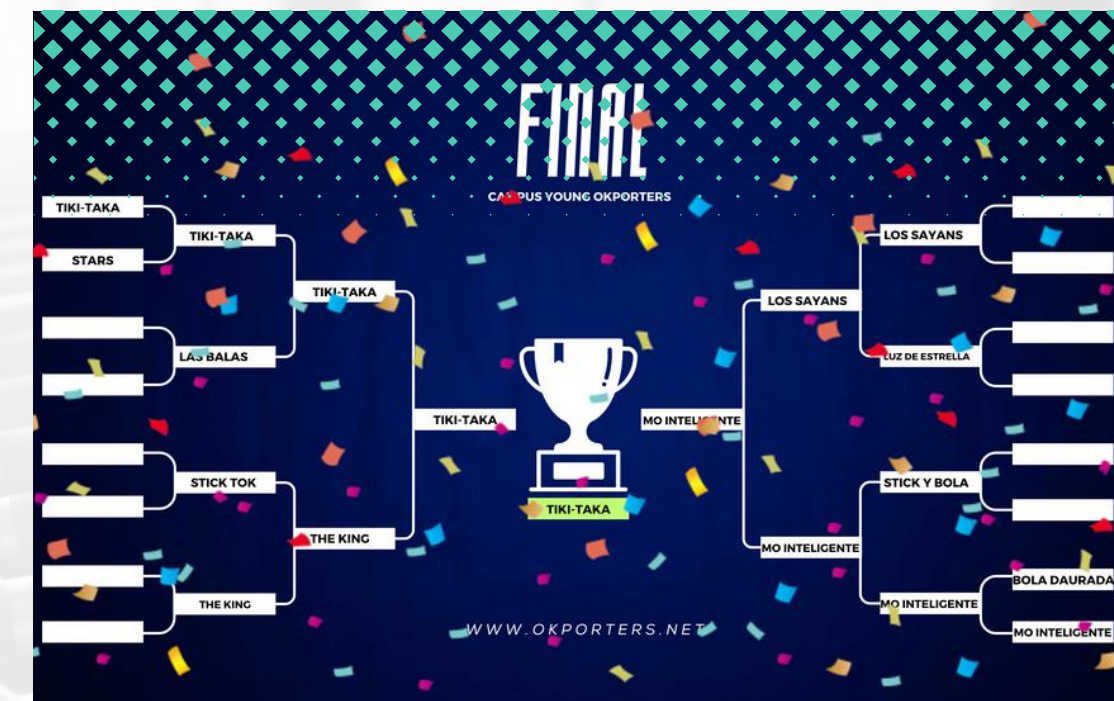 FINAL
CAMPUS YOUNG OKPORTERS
TIKI-TAKA
STARS
TIKI-TAKA
LAS BALAS
TIKI-TAKA
STICK TOK
THE KING
THE KING
TIKI-TAKA
TIKI-TAKA
MO INTELIGENTE
LOS SAYANS
MO INTELIGENTE
LOS SAYANS
LUZ DE ESTRELLA
STICK Y BOLA
MO INTELIGENTE
BOLA DAURADA
MO INTELIGENTE
WWW.OKPORTERS.NET